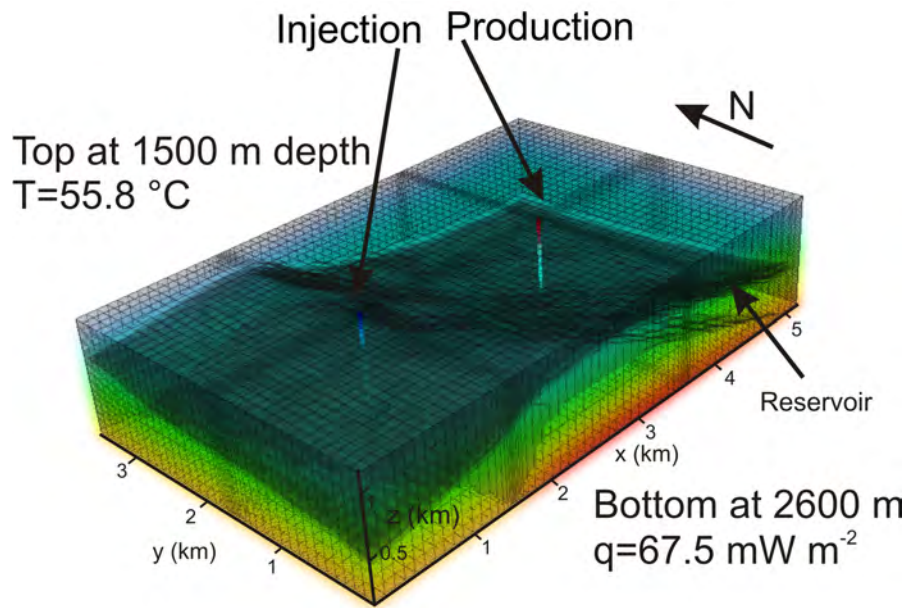 Injection Production
N
Top at 1500 m depth
T=55.8 °C
5
4
Reservoir
3
x (km)
3
2
Bottom at 2600 m
z (km)
2
q=67.5 mW m-2
1
y (km)
0.5
1